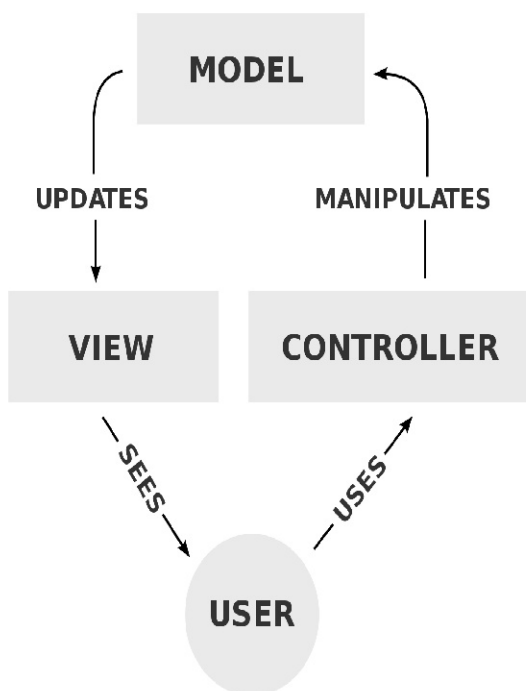 MODEL
UPDATES
MANIPULATES
VIEW
CONTROLLER
SEES
USES
USER